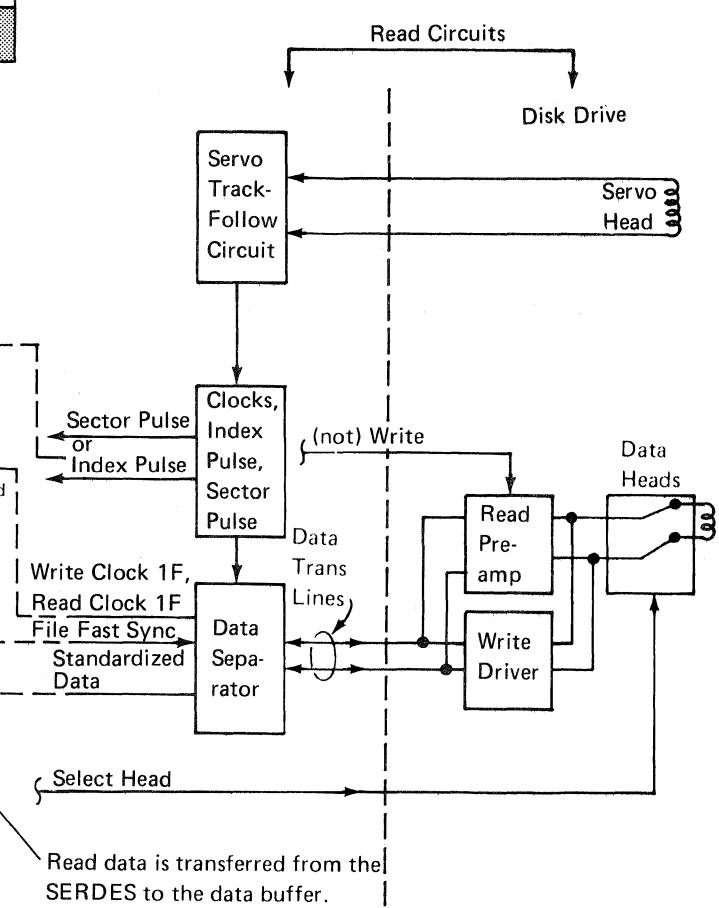 Read Circuits
Disk Drive
Servo
Track-
Follow
Circuit
Servo
Head
Clocks,
Index
Pulse,
Sector
Pulse
Sector Pulse
or
Index Pulse
(not) Write
Data
Heads
Read
Pre-
amp
Data
Trans
Lines
Write Clock 1F,
Read Clock 1F
File Fast Sync
Standardized
Data
Data
Sepa-
rator
Write
Driver
Select Head
Read data is transferred from the
SERDES to the data buffer.